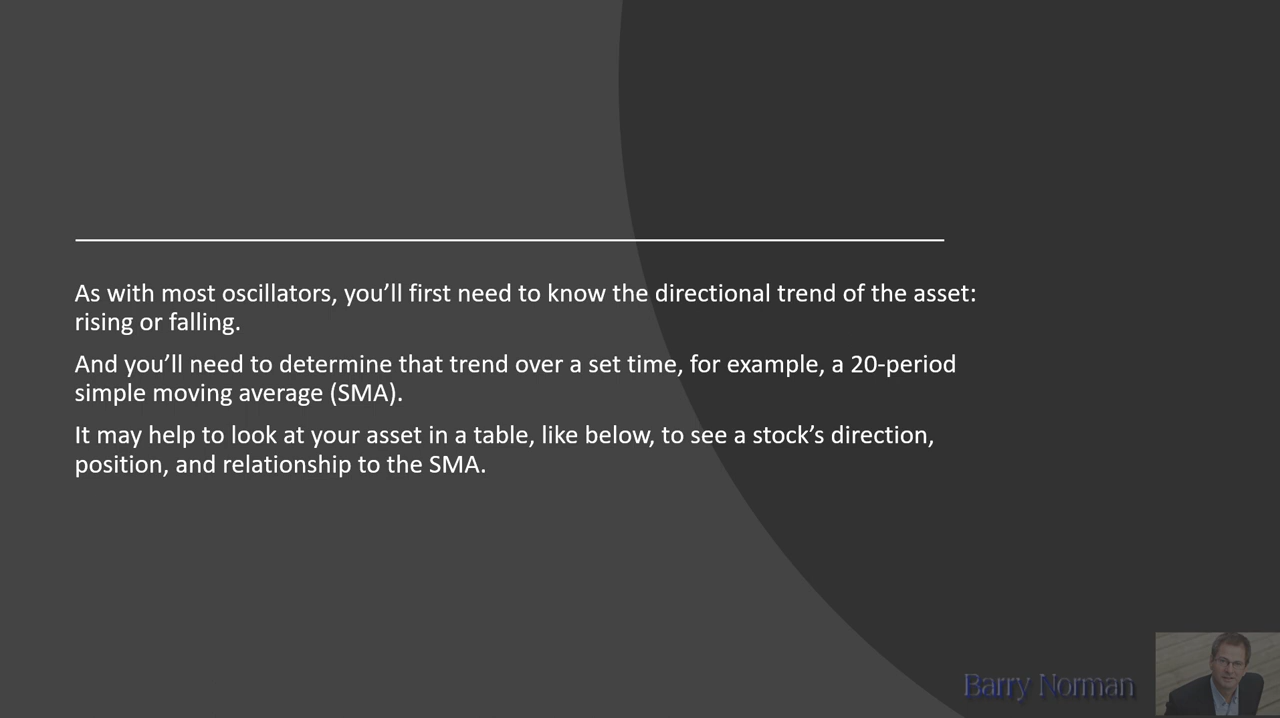 As with most oscillators, you’ll first need to know the directional trend of the asset:
rising or falling.
And you’ll need to determine that trend over a set time, for example, a 20-period
simple moving average (SMA).
It may help to look at your asset in a table, like below, to see a stock’s direction,
position, and relationship to the SMA.
Barry Norman